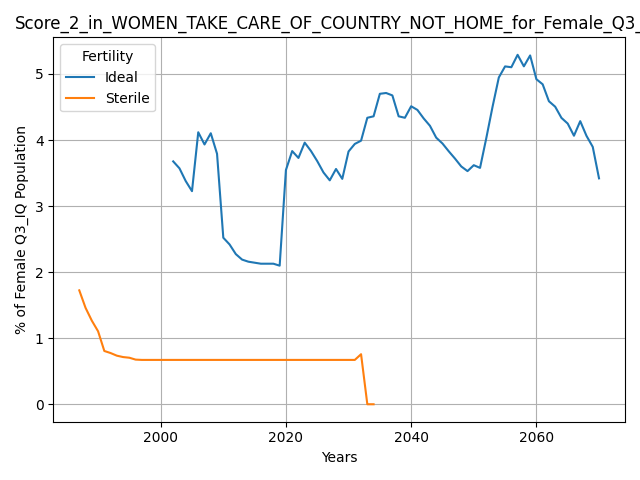 Score_2_in_WOMEN_TAKE_CARE_OF_COUNTRY_NOT_HOME_for_Female_Q3_
Fertility
Ideal
Sterile
% of Female Q3_IQ Population
5
4
3
2
1
0
2000
2020
2040
2060
Years